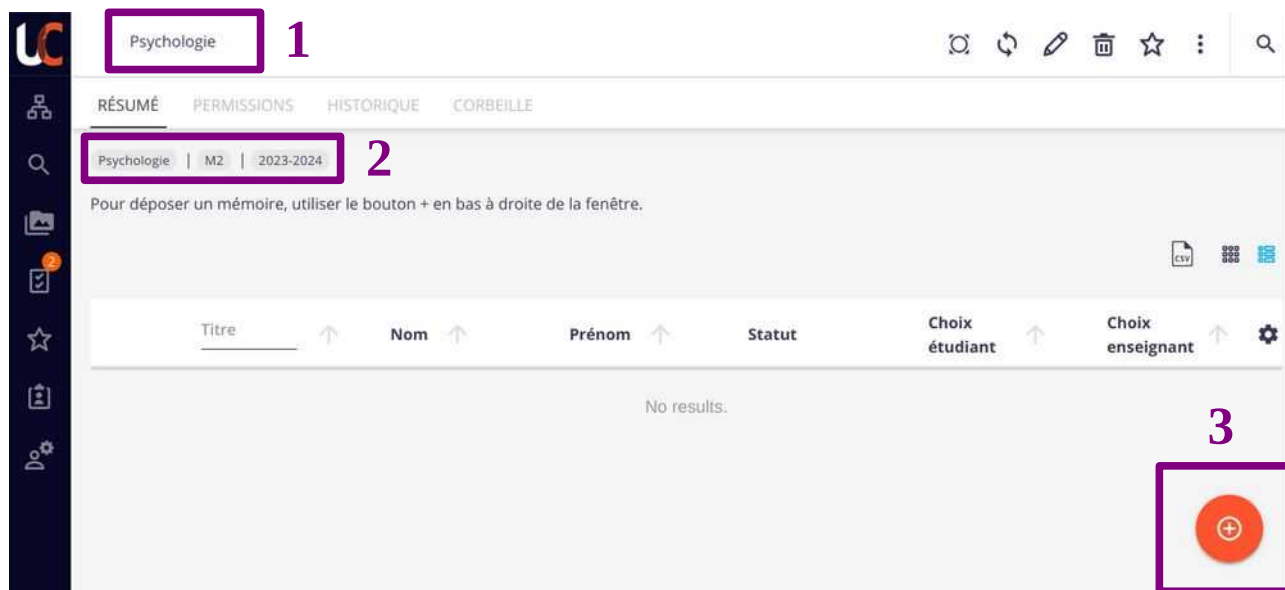 UC
Psychologie 1
RÉSUMÉ PERMISSIONS HISTORIQUE CORBEILLE
Psychologie | M2 | 2023-2024 2
Pour déposer un mémoire, utiliser le bouton + en bas à droite de la fenêtre.
CSV
2
Titre Nom Prénom Statut Choix étudiant Choix enseignant
No results.
3